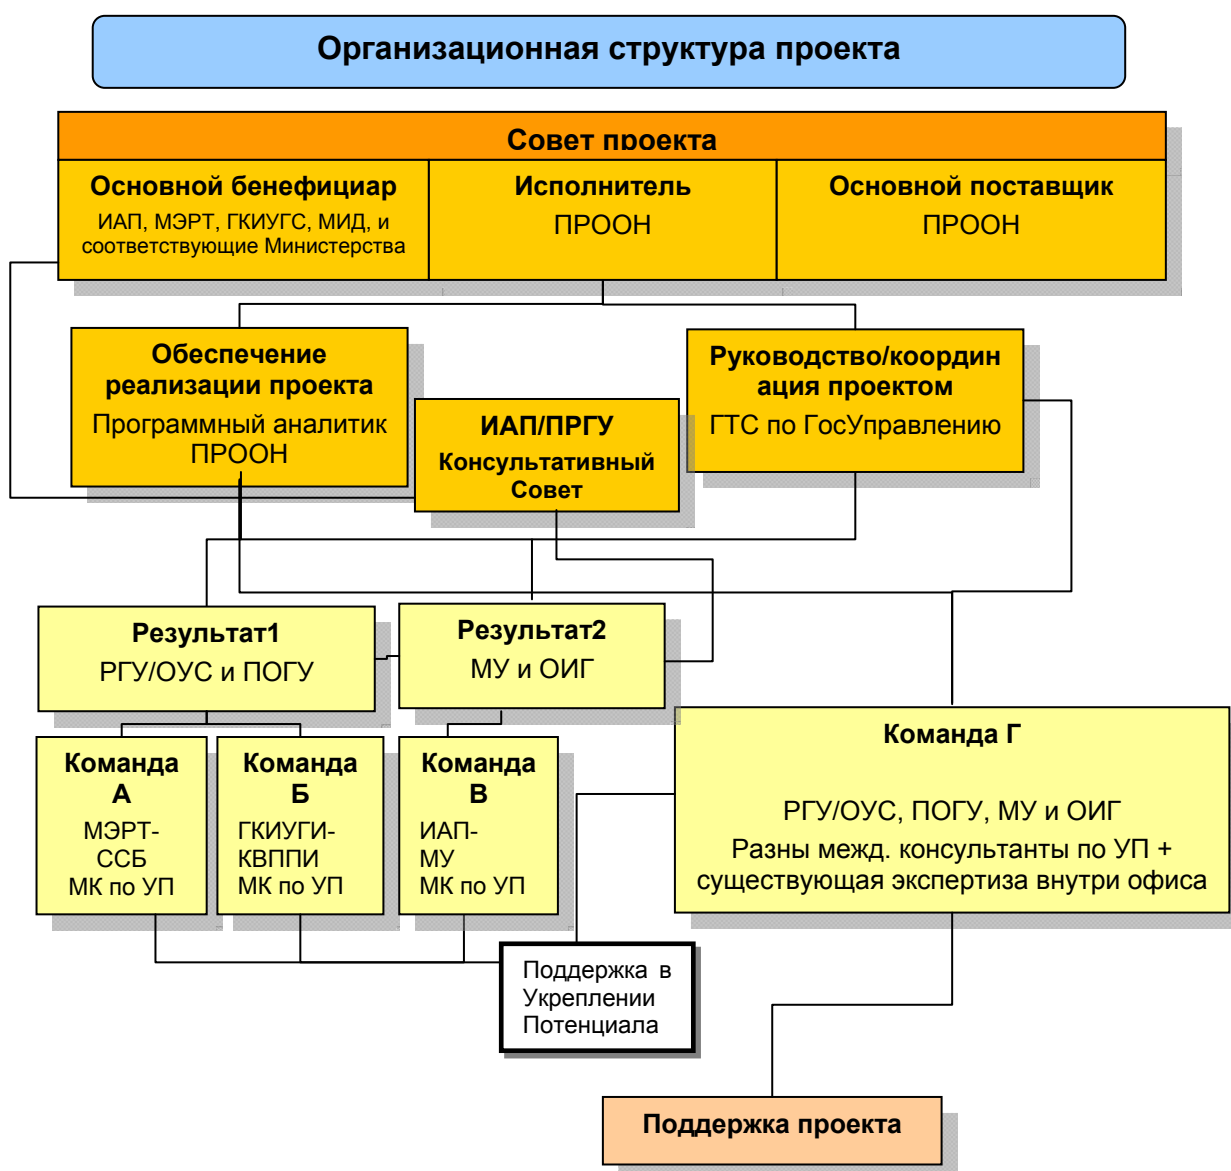 Организационная структура проекта
Совет проекта
Основной бенефициар
ИАП, МЭРТ, ГКИУГС, МИД, и
соответствующие Министерства
Исполнитель
ПРООН
Основной поставщик
ПРООН
Обеспечение
реализации проекта
Программный аналитик
ПРООН
ИАП/ПРГУ
Консультативный
Совет
Руководство/координ
ация проектом
ГТС по ГосУправлению
Результат1
РГУ/ОУС и ПОГУ
Результат2
МУ и ОИГ
Команда
А
МЭРТ-
ССБ
МК по УП
Команда
Б
ГКИУГИ-
КВППИ
МК по УП
Команда
В
ИАП-
МУ
МК по УП
Команда Г
РГУ/ОУС, ПОГУ, МУ и ОИГ
Разны межд. консультанты по УП +
существующая экспертиза внутри офиса
Поддержка в
Укреплении
Потенциала
Поддержка проекта